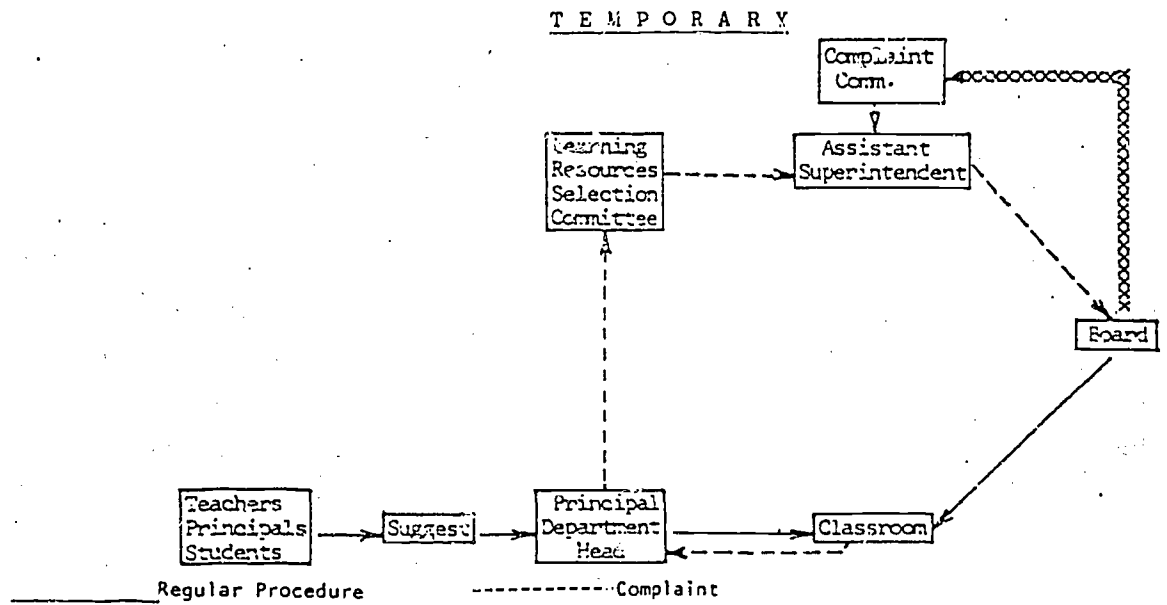 T E M P O R A R Y
Complaint
Comm.
Learning
Resources
Selection
Committee
Assistant
Superintendent
Board
Teachers
Principals
Students
Suggest
Principal
Department
Head
Classroom
Regular Procedure
Complaint